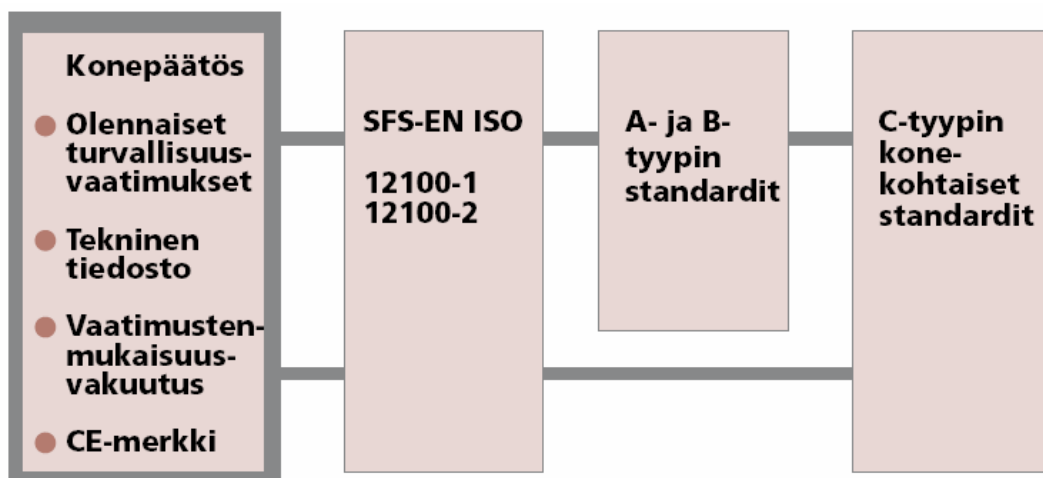 Konepäätös
Olennaiset
turvallisuus-
vaatimukset
Tekninen
tiedosto
Vaatimusten-
mukaisuus-
vakuutus
CE-merkki
SFS-EN ISO
12100-1
12100-2
A- ja B-
tyypin
standardit
C-tyypin
kone-
kohtaiset
standardit